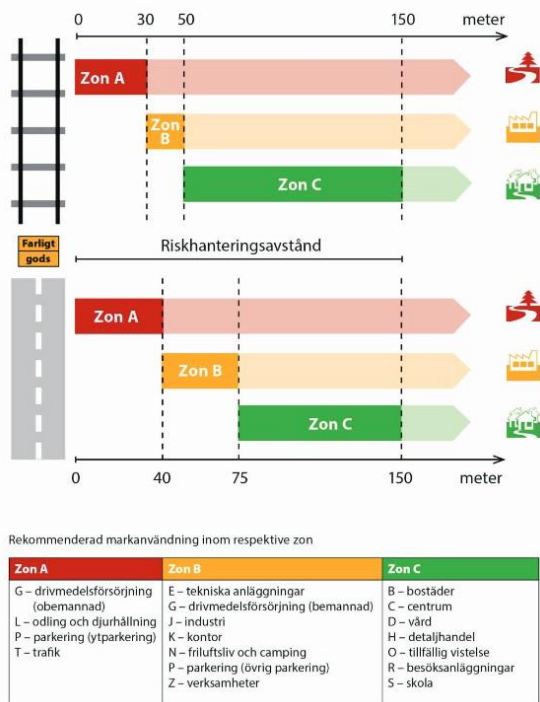 0 30 50 150 meter
Zon A
Zon
B
Zon C
Farligt
gods
Riskhanteringsavstånd
Zon A
Zon B
Zon C
0 40 75 150 meter
Rekommenderad markanvändning inom respektive zon
Zon A
G – drivmedelsförsörjning
(obemannad)
L – odling och djurhållning
P – parkering (ytparkering)
T – trafik
Zon B
E – tekniska anläggningar
G – drivmedelsförsörjning (bemannad)
J – industri
K – kontor
N – friluftsliv och camping
P – parkering (övrig parkering)
Z – verksamheter
Zon C
B – bostäder
C – centrum
D – vård
H – detaljhandel
O – tillfällig vistelse
R – besöksanläggningar
S – skola